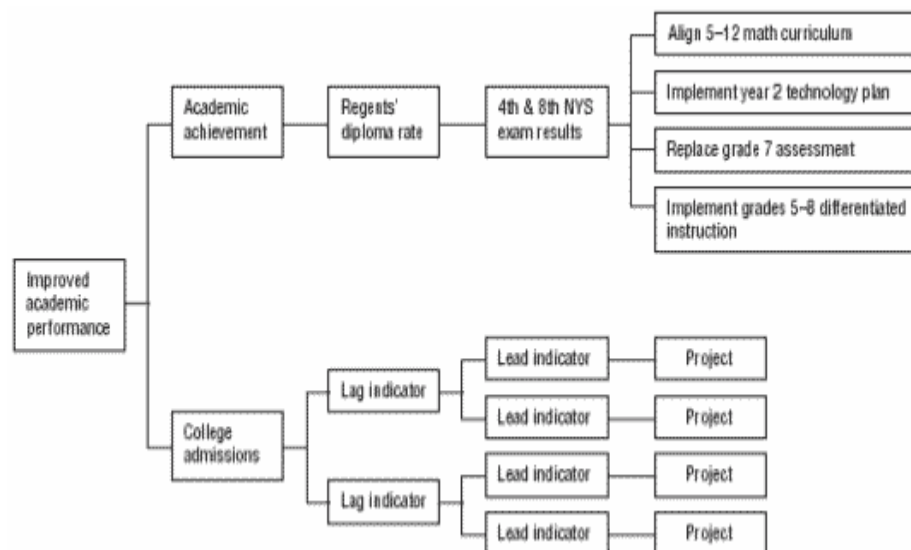 Align 5–12 math curriculum
Academic
achievement
Regents'
diploma rate
4th & 8th NYS
exam results
Implement year 2 technology plan
Replace grade 7 assessment
Implement grades 5–8 differentiated
instruction
Improved
academic
performance
Lead indicator
Project
Lag indicator
Lead indicator
Project
College
admissions
Lead indicator
Project
Lag indicator
Lead indicator
Project